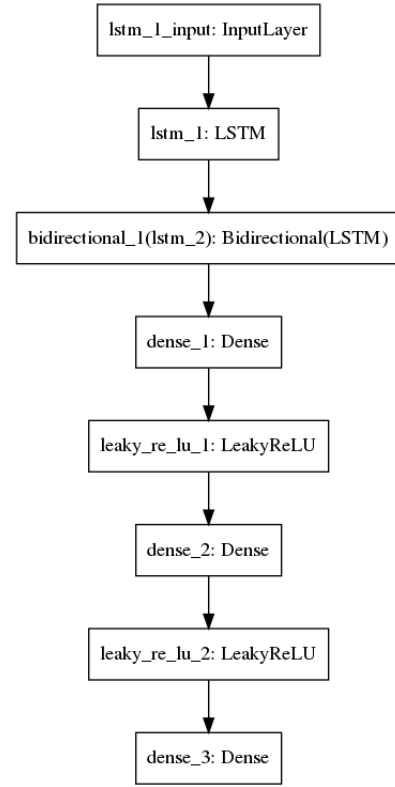 lstm_1_input: InputLayer
lstm_1: LSTM
bidirectional_1(lstm_2): Bidirectional(LSTM)
dense_1: Dense
leaky_re_lu_1: LeakyReLU
dense_2: Dense
leaky_re_lu_2: LeakyReLU
dense_3: Dense